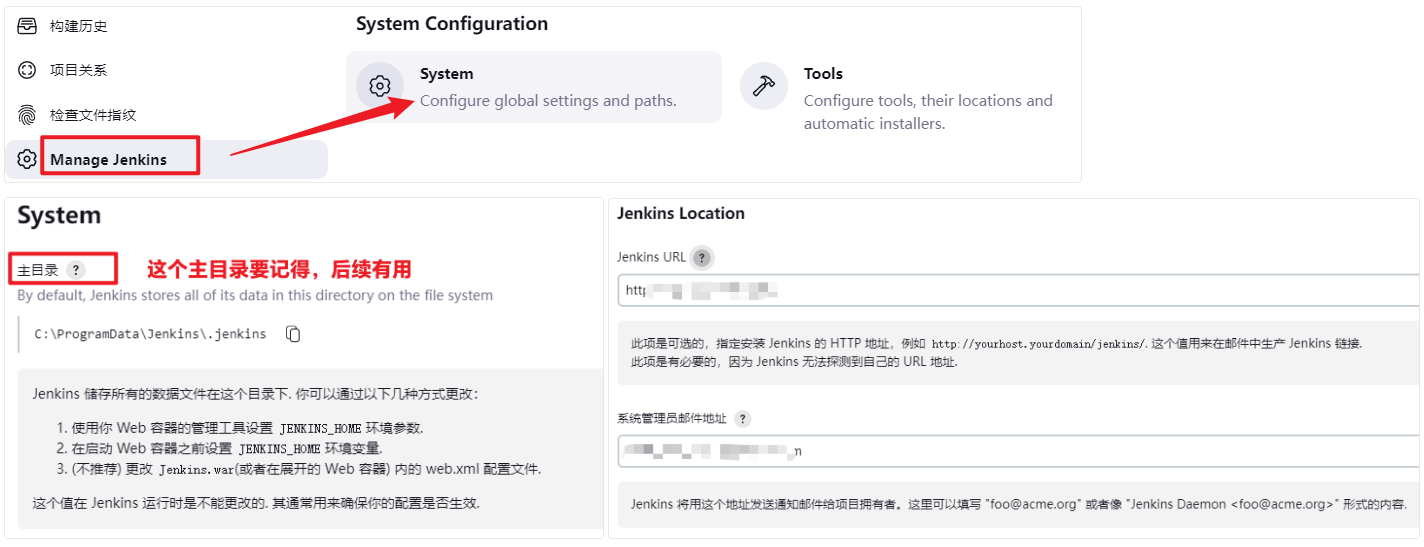 构建历史
项目关系
检查文件指纹
Manage Jenkins
System Configuration
System
Configure global settings and paths.
Tools
Configure tools, their locations and
automatic installers.
System
主目录 ?
这个主目录要记得，后续有用
By default, Jenkins stores all of its data in this directory on the file system
C:\ProgramData\Jenkins\.jenkins
Jenkins 储存所有的数据文件在这个目录下. 你可以通过以下几种方式更改：
1. 使用你 Web 容器的管理工具设置 JENKINS_HOME 环境参数.
2. 在启动 Web 容器之前设置 JENKINS_HOME 环境变量.
3. (不推荐) 更改 Jenkins.war(或者在展开的 Web 容器) 内的 web.xml 配置文件.
这个值在 Jenkins 运行时是不能更改的. 其通常用来确保你的配置是否生效.
Jenkins Location
Jenkins URL ?
此项是可选的，指定安装 Jenkins 的 HTTP 地址，例如 http://yourhost.yourdomain/jenkins/. 这个值用来在邮件中生产 Jenkins 链接.
此项是有必要的，因为 Jenkins 无法探测到自己的 URL 地址.
系统管理员邮件地址 ?
Jenkins 将用这个地址发送通知邮件给项目拥有者。这里可以填写 "foo@acme.org" 或者像 "Jenkins Daemon <foo@acme.org>" 形式的内容.